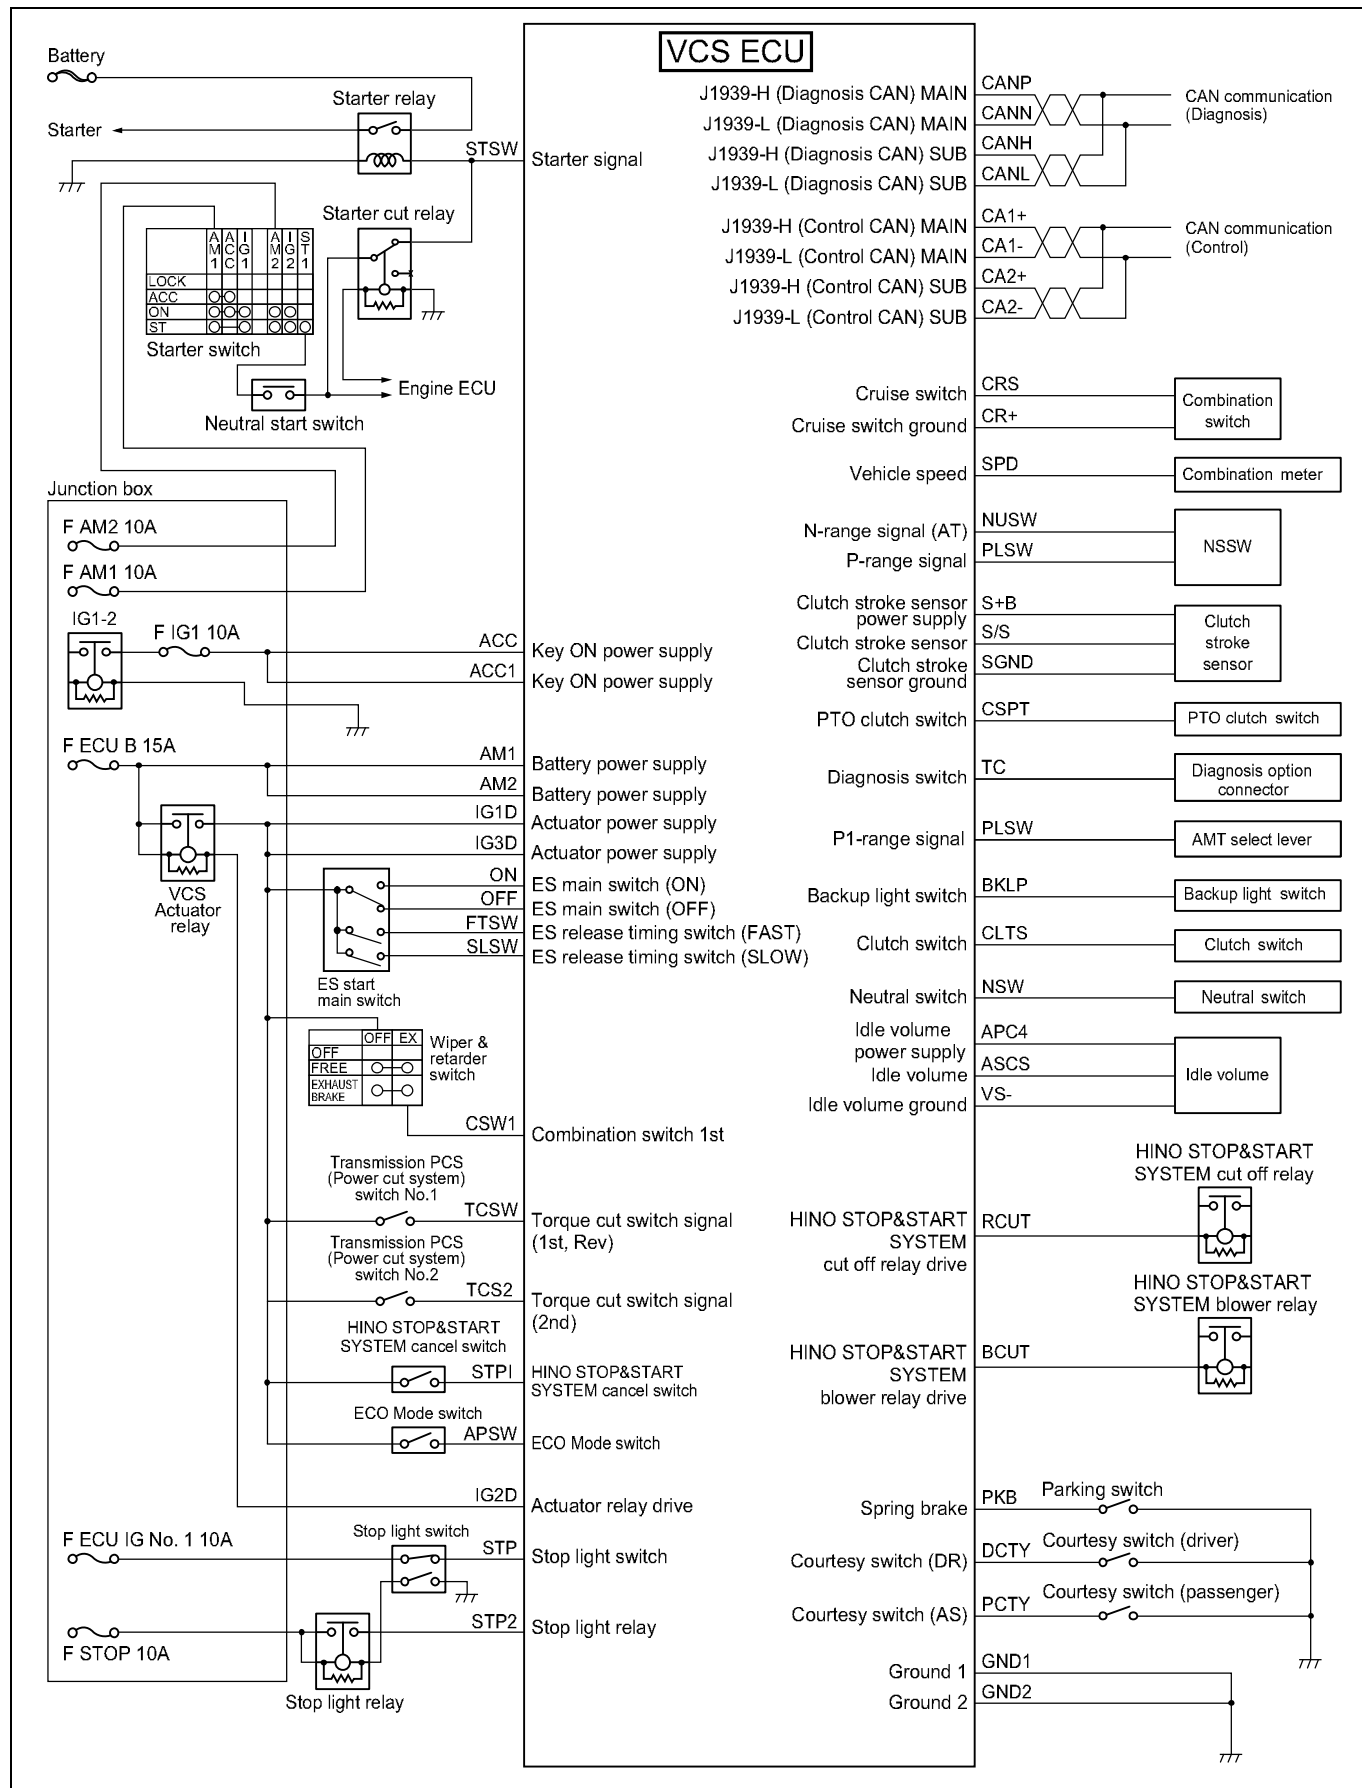 VCS ECU
Battery
Starter relay
Starter
STSW
Starter signal
Starter cut relay
AM1
ACC
IG1
AM2
IG2
ST1
LOCK
ACC
ON
ST
Starter switch
Engine ECU
Neutral start switch
Junction box
F AM2 10A
F AM1 10A
IG1-2
F IG1 10A
ACC
Key ON power supply
ACC1
Key ON power supply
F ECU B 15A
AM1
Battery power supply
AM2
Battery power supply
IG1D
Actuator power supply
IG3D
Actuator power supply
VCS
Actuator
relay
ON
ES main switch (ON)
OFF
ES main switch (OFF)
FTSW
ES release timing switch (FAST)
SLSW
ES release timing switch (SLOW)
ES start
main switch
OFF EX
OFF
FREE
EXHAUST
BRAKE
Wiper &
retarder
switch
CSW1
Combination switch 1st
Transmission PCS
(Power cut system)
switch No.1
TCSW
Torque cut switch signal
(1st, Rev)
Transmission PCS
(Power cut system)
switch No.2
TCS2
Torque cut switch signal
(2nd)
HINO STOP&START
SYSTEM cancel switch
STPI
HINO STOP&START
SYSTEM cancel switch
ECO Mode switch
APSW
ECO Mode switch
IG2D
Actuator relay drive
F ECU IG No. 1 10A
Stop light switch
STP
Stop light switch
F STOP 10A
STP2
Stop light relay
Stop light relay
J1939-H (Diagnosis CAN) MAIN
CANP
J1939-L (Diagnosis CAN) MAIN
CANN
J1939-H (Diagnosis CAN) SUB
CANH
J1939-L (Diagnosis CAN) SUB
CANL
CAN communication
(Diagnosis)
J1939-H (Control CAN) MAIN
CA1+
J1939-L (Control CAN) MAIN
CA1-
J1939-H (Control CAN) SUB
CA2+
J1939-L (Control CAN) SUB
CA2-
CAN communication
(Control)
Cruise switch
CRS
Cruise switch ground
CR+
Combination
switch
Vehicle speed
SPD
Combination meter
N-range signal (AT)
NUSW
P-range signal
PLSW
NSSW
Clutch stroke sensor
power supply
S+B
Clutch stroke sensor
S/S
Clutch stroke
sensor ground
SGND
Clutch
stroke
sensor
PTO clutch switch
CSPT
PTO clutch switch
Diagnosis switch
TC
Diagnosis option
connector
P1-range signal
PLSW
AMT select lever
Backup light switch
BKLP
Backup light switch
Clutch switch
CLTS
Clutch switch
Neutral switch
NSW
Neutral switch
Idle volume
power supply
APC4
Idle volume
ASCS
Idle volume ground
VS-
Idle volume
HINO STOP&START
SYSTEM cut off relay
HINO STOP&START
SYSTEM
cut off relay drive
RCUT
HINO STOP&START
SYSTEM blower relay
HINO STOP&START
SYSTEM
blower relay drive
BCUT
Spring brake
PKB
Parking switch
Courtesy switch (DR)
DCTY
Courtesy switch (driver)
Courtesy switch (AS)
PCTY
Courtesy switch (passenger)
Ground 1
GND1
Ground 2
GND2